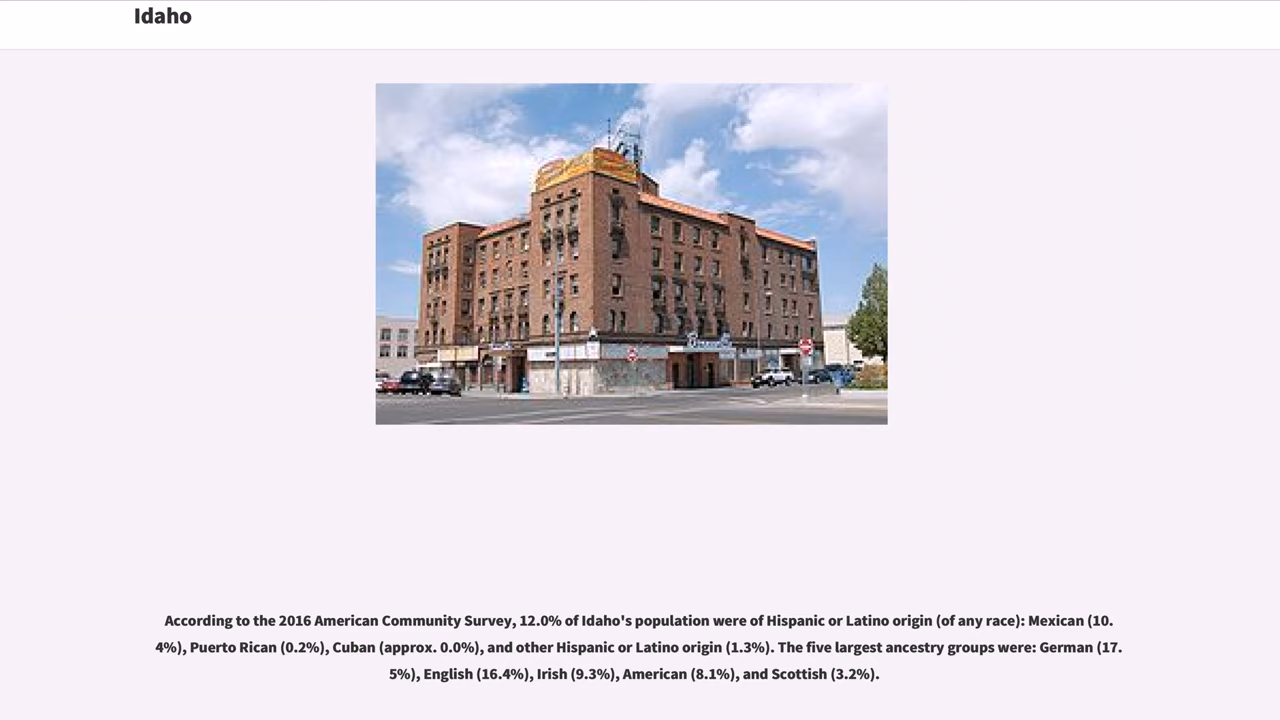 Idaho
According to the 2016 American Community Survey, 12.0% of Idaho's population were of Hispanic or Latino origin (of any race): Mexican (10.
4%), Puerto Rican (0.2%), Cuban (approx. 0.0%), and other Hispanic or Latino origin (1.3%). The five largest ancestry groups were: German (17.
5%), English (16.4%), Irish (9.3%), American (8.1%), and Scottish (3.2%).